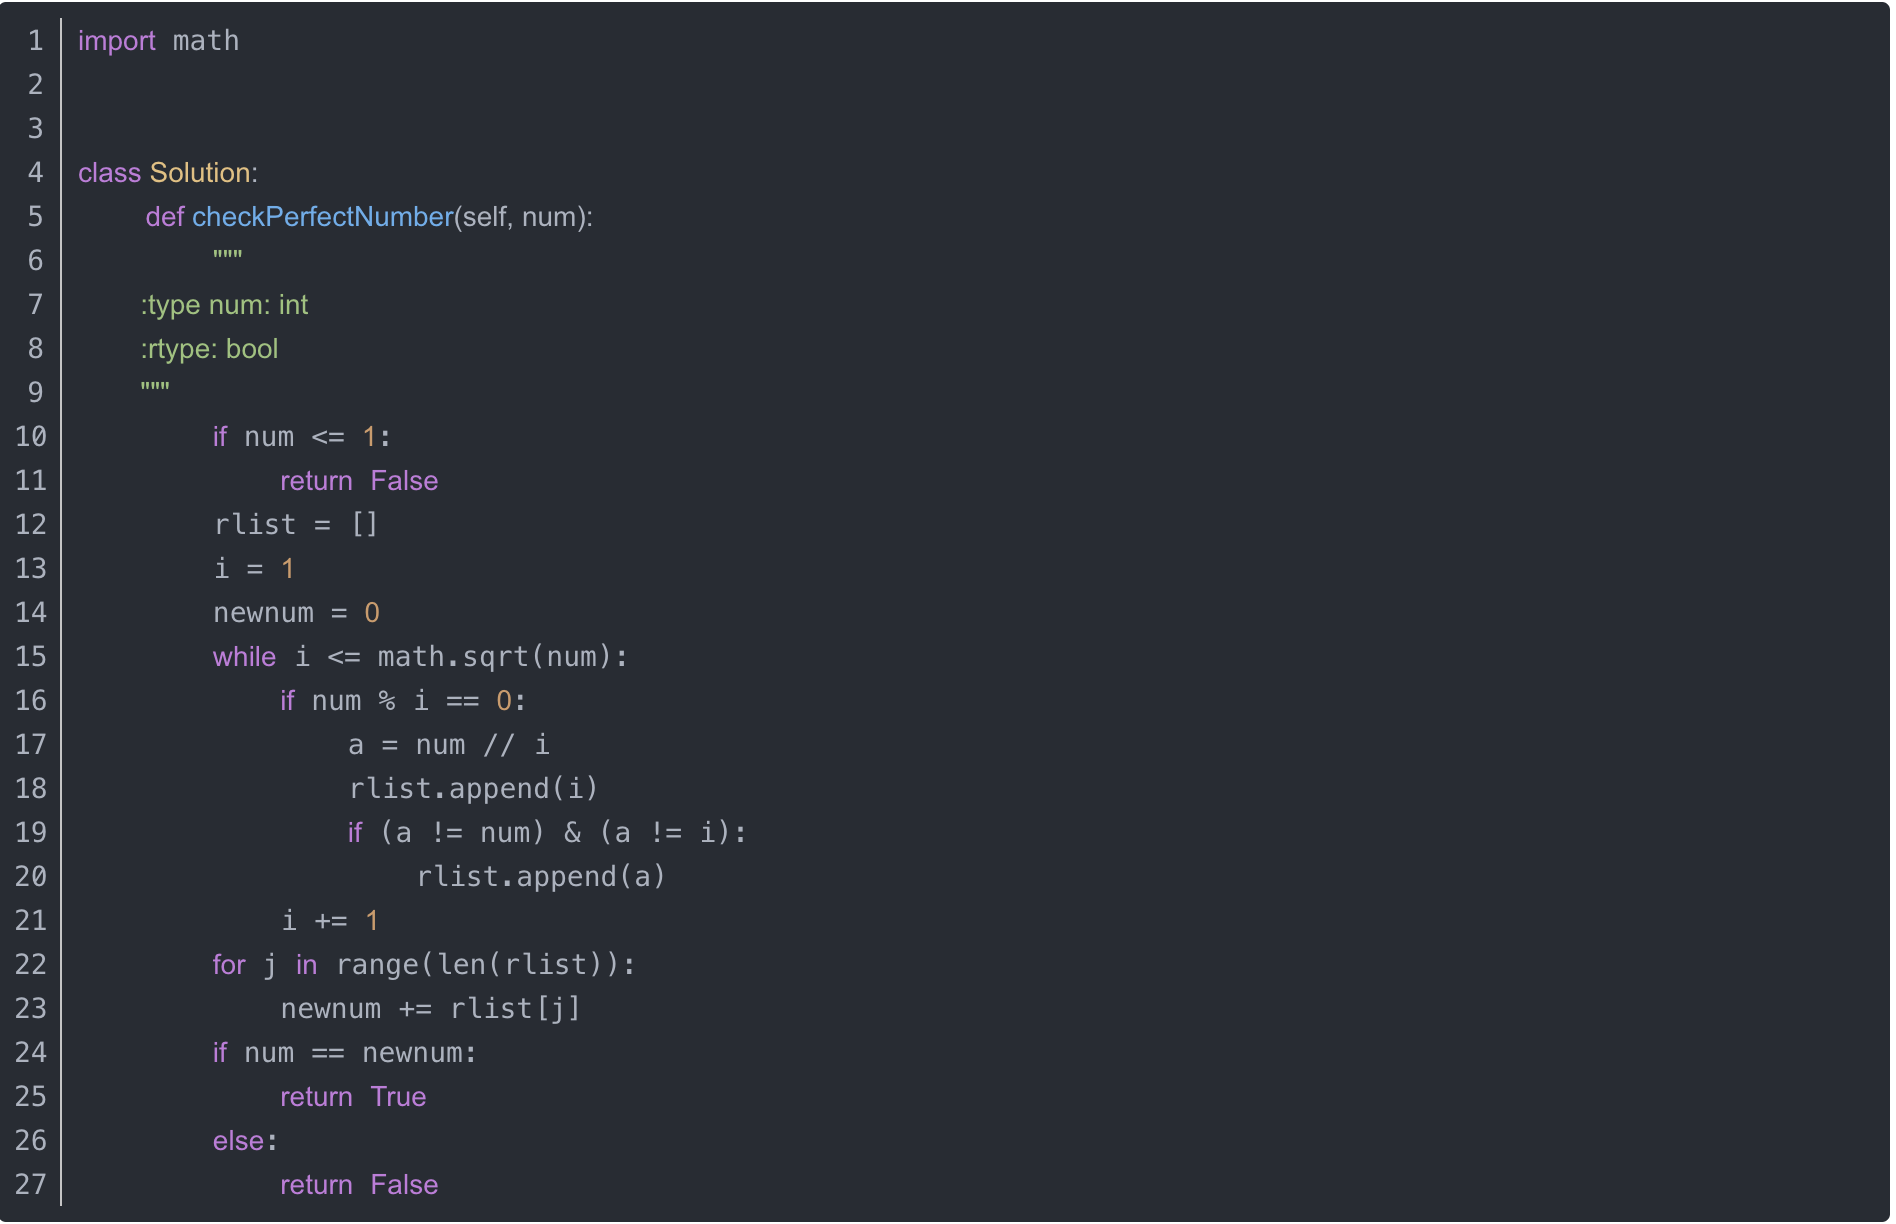 1 import math
2
3
4 class Solution:
5 def checkPerfectNumber(self, num):
6 """
7 :type num: int
8 :rtype: bool
9 """
10 if num <= 1:
11 return False
12 rlist = []
13 i = 1
14 newnum = 0
15 while i <= math.sqrt(num):
16 if num % i == 0:
17 a = num // i
18 rlist.append(i)
19 if (a != num) & (a != i):
20 rlist.append(a)
21 i += 1
22 for j in range(len(rlist)):
23 newnum += rlist[j]
24 if num == newnum:
25 return True
26 else:
27 return False